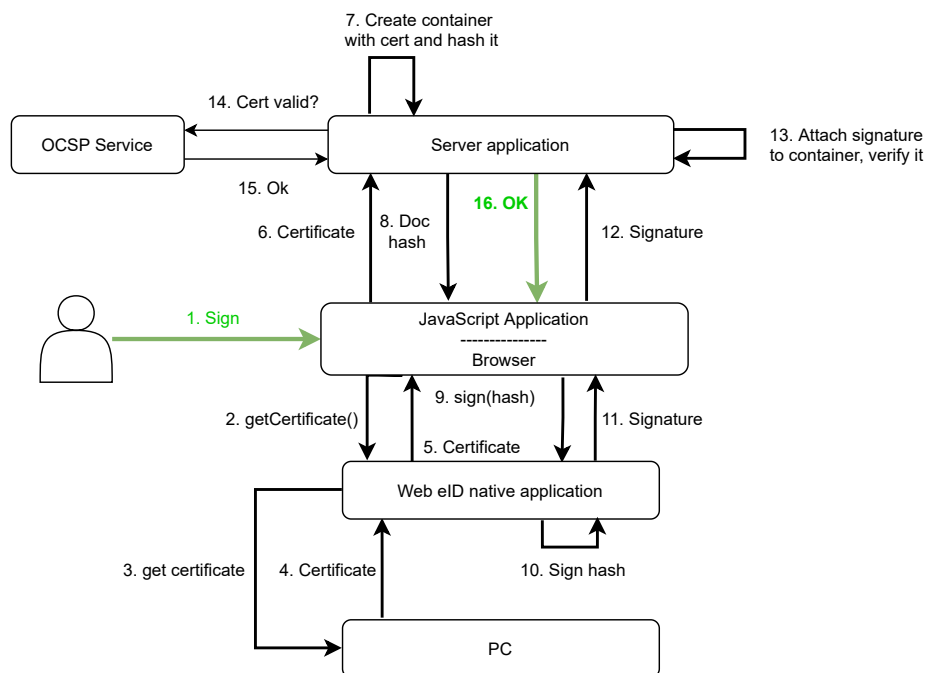 7. Create container
with cert and hash it
14. Cert valid?
OCSP Service
Server application
13. Attach signature
to container, verify it
15. Ok
16. OK
6. Certificate
8. Doc
hash
12. Signature
1. Sign
JavaScript Application
---------------
Browser
9. sign(hash)
2. getCertificate()
11. Signature
5. Certificate
Web eID native application
3. get certificate
4. Certificate
10. Sign hash
PC